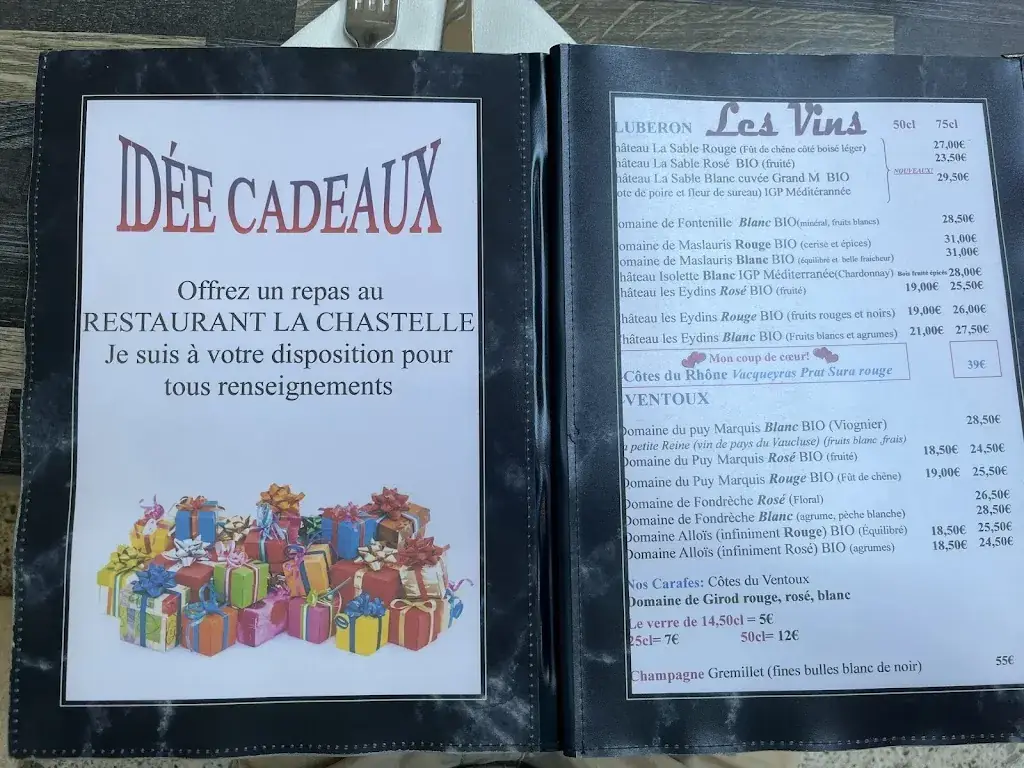 IDÉE CADEAUX
Offrez un repas au
RESTAURANT LA CHASTELLE
Je suis à votre disposition pour
tous renseignements
LUBERON Les Vins 50cl 75cl
hâteau La Sable Rouge (Fût de chêne côté boisé léger) 27,00€
hâteau La Sable Rosé BIO (fruité) 23,50€
hâteau La Sable Blanc cuvée Grand M BIO NOUVEAUX! 29,50€
ote de poire et fleur de sureau) IGP Méditérannée
omaine de Fontenille Blanc BIO(minéral, fruits blancs) 28,50€
omaine de Maslauris Rouge BIO (cerise et épices) 31,00€
omaine de Maslauris Blanc BIO (équilibré et belle fraicheur) 31,00€
hâteau Isolette Blanc IGP Méditerranée(Chardonnay) Bois fruité épicés 28,00€
hâteau les Eydins Rosé BIO (fruité) 19,00€ 25,50€
hâteau les Eydins Rouge BIO (fruits rouges et noirs) 19,00€ 26,00€
hâteau les Eydins Blanc BIO (Fruits blancs et agrumes) 21,00€ 27,50€
Mon coup de cœur!
-Côtes du Rhône Vacqueyras Prat Sura rouge 39€
-VENTOUX
Domaine du puy Marquis Blanc BIO (Viognier) 28,50€
a petite Reine (vin de pays du Vaucluse) (fruits blanc ,frais)
Domaine du Puy Marquis Rosé BIO (fruité) 18,50€ 24,50€
Domaine du Puy Marquis Rouge BIO (Fût de chêne) 19,00€ 25,50€
Domaine de Fondrèche Rosé (Floral) 26,50€
Domaine de Fondrèche Blanc (agrume, pèche blanche) 28,50€
Domaine Alloïs (infiniment Rouge) BIO (Équilibré) 18,50€ 25,50€
Domaine Alloïs (infiniment Rosé) BIO (agrumes) 18,50€ 24,50€
Nos Carafes: Côtes du Ventoux
Domaine de Girod rouge, rosé, blanc
Le verre de 14,50cl = 5€
25cl= 7€ 50cl= 12€
Champagne Gremillet (fines bulles blanc de noir) 55€